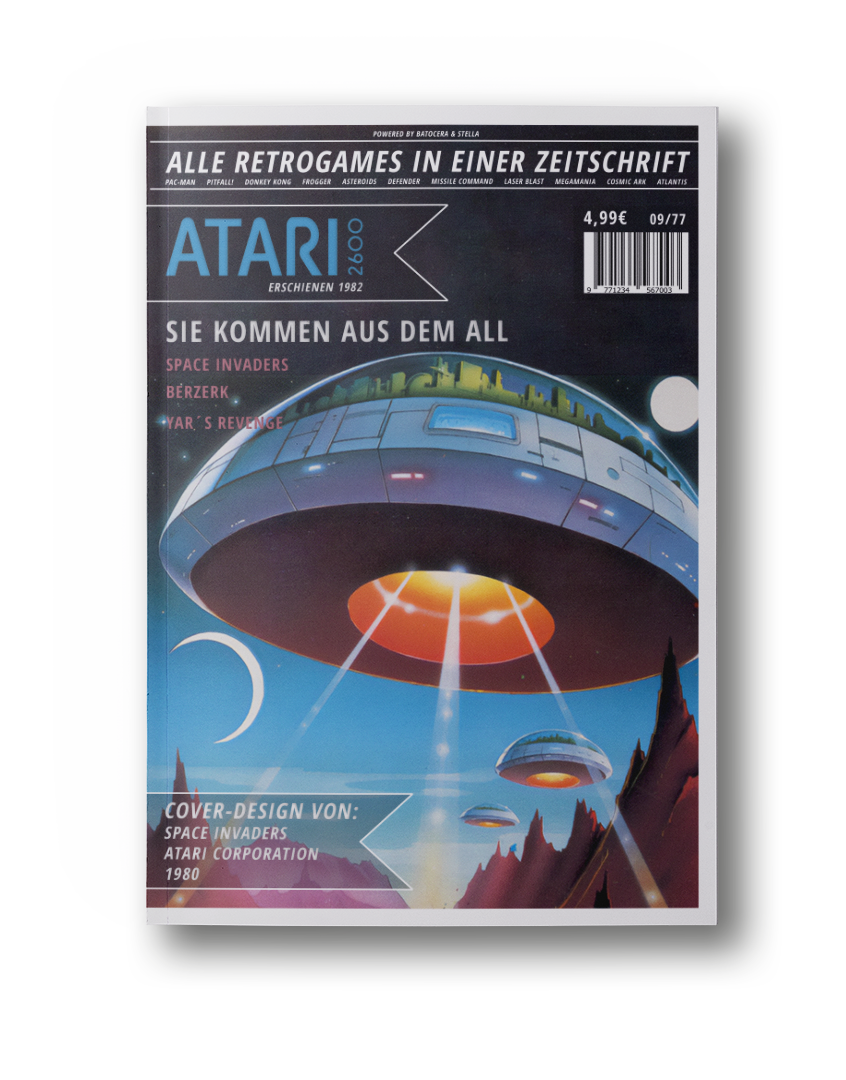 POWERED BY BATOCERA & STELLA
ALLE RETROGAMES IN EINER ZEITSCHRIFT
PAC-MAN PITFALL! DONKEY KONG FROGGER ASTEROIDS DEFENDER MISSILE COMMAND LASER BLAST MEGAMANIA COSMIC ARK ATLANTIS
ATARI 2600
ERSCHIENEN 1982
4,99€ 09/77
9 771234 567003
SIE KOMMEN AUS DEM ALL
SPACE INVADERS
BERZERK
YAR´S REVENGE
COVER-DESIGN VON:
SPACE INVADERS
ATARI CORPORATION
1980